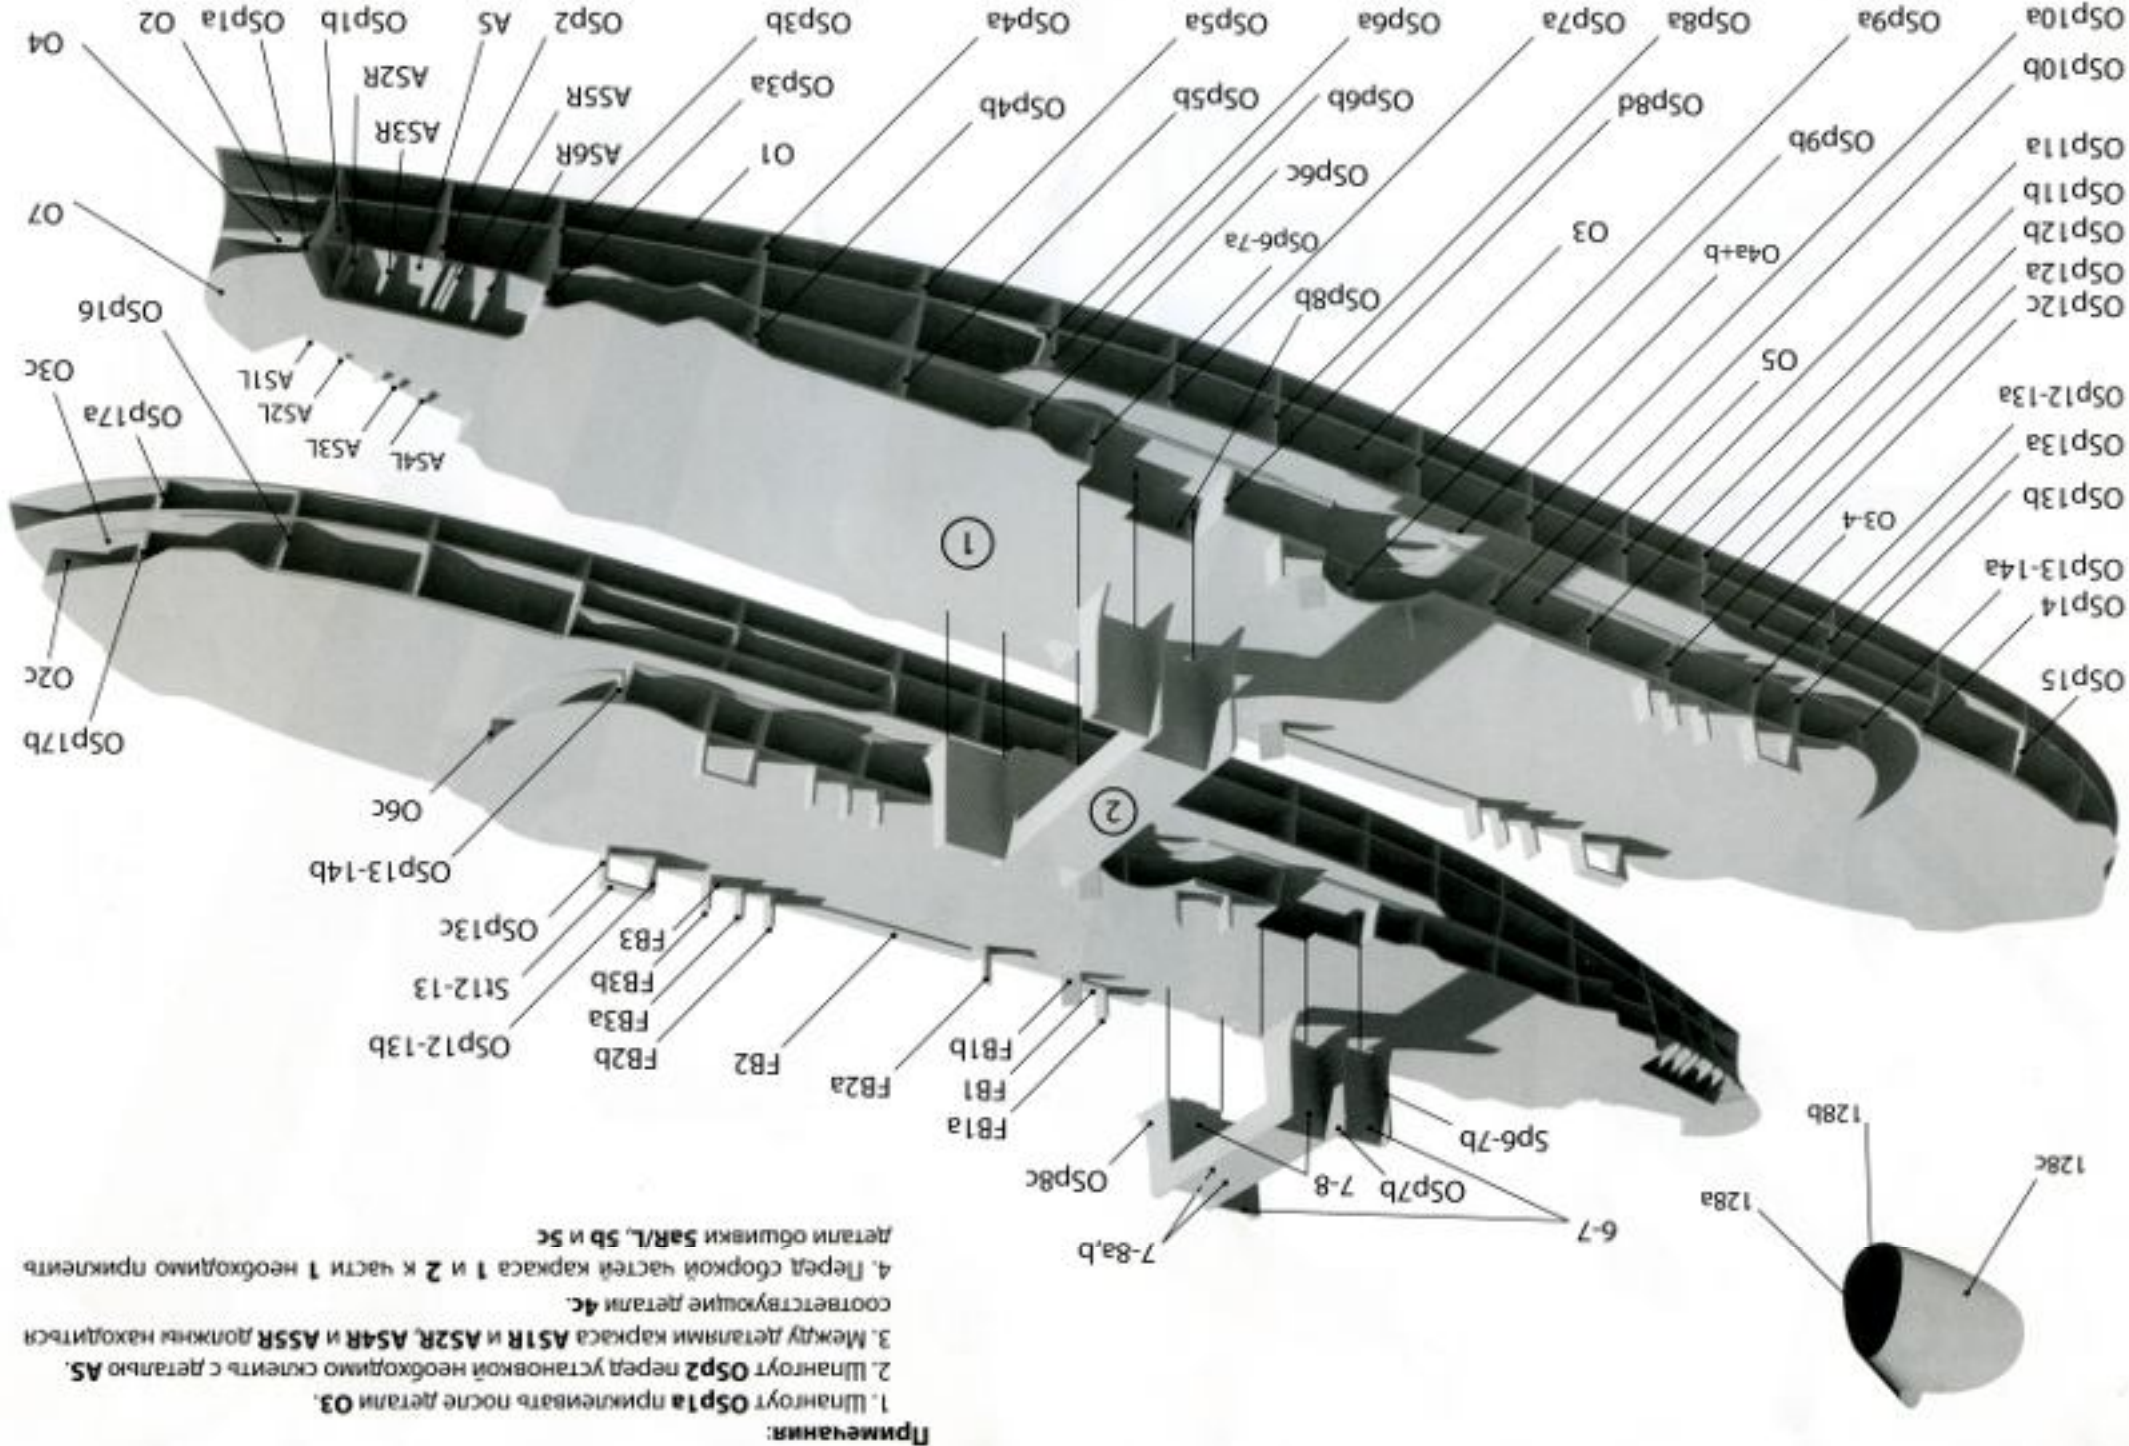 Примечания:
1. Шпангоут OSp1a приклеивать после детали O3.
2. Шпангоут OSp2 перед установкой необходимо склеить с деталью AS.
3. Между деталями каркаса AS1R и AS2R, AS4R и AS5R должны находиться
соответствующие детали 4c.
4. Перед сборкой частей каркаса 1 и 2 к части 1 необходимо приклеить
детали обшивки 5aR/L, 5b и 5c
128a
128b
128c
6-7
7-8a,b
7-8
OSp7b
Sp6-7b
OSp8c
FB1a
FB1
FB1b
FB2a
FB2
FB2b
FB3a
FB3b
FB3
OSp12-13b
St12-13
OSp13c
OSp13-14b
O6c
OSp17b
O2c
2
OSp15
OSp14
OSp13-14a
O3-4
OSp13b
OSp13a
OSp12-13a
O5
OSp12c
OSp12a
OSp12b
OSp11b
OSp11a
O4a+b
O3
OSp9b
OSp8d
OSp8b
OSp6-7a
OSp6c
1
AS4L
AS3L
AS2L
AS1L
OSp17a
O3c
OSp16
O7
O1
AS6R
AS5R
AS3R
AS2R
OSp10b
OSp6b
OSp5b
OSp4b
OSp3a
OSp10a
OSp9a
OSp8a
OSp7a
OSp6a
OSp5a
OSp4a
OSp3b
OSp2
AS
OSp1b
OSp1a
O2
O4